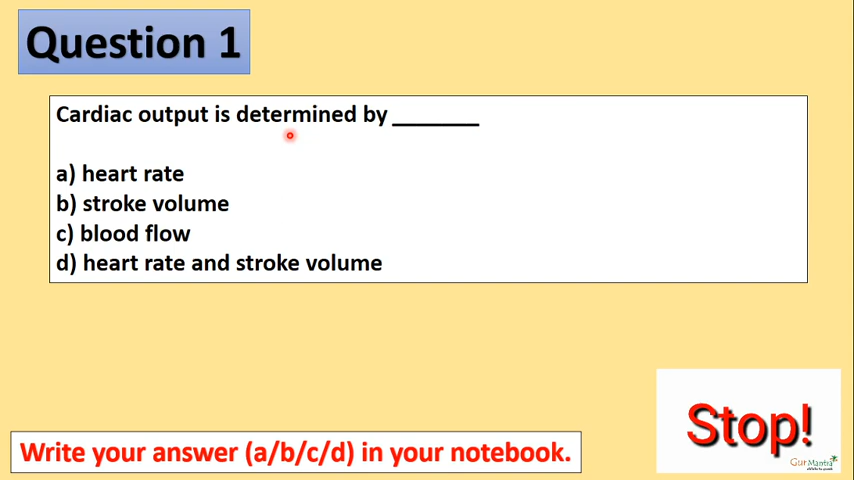 Question 1
Cardiac output is determined by ________
a) heart rate
b) stroke volume
c) blood flow
d) heart rate and stroke volume
Stop!
GurMantra
Write your answer (a/b/c/d) in your notebook.